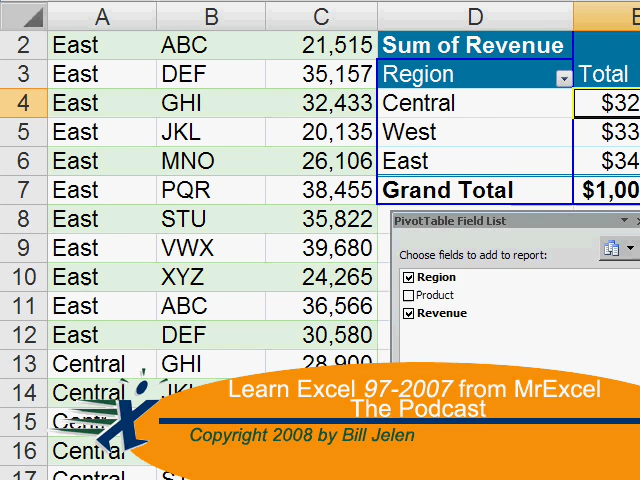 A B C D E
2 East ABC 21,515 Sum of Revenue
3 East DEF 35,157 Region Total
4 East GHI 32,433 Central $32
5 East JKL 20,135 West $33
6 East MNO 26,106 East $34
7 East PQR 38,455 Grand Total $1,00
8 East STU 35,822
PivotTable Field List
9 East VWX 39,680
Choose fields to add to report:
10 East XYZ 24,265
Region
Product
11 East ABC 36,566
Revenue
12 East DEF 30,580
13 Central GHI 28,900
14 Central JKL
Learn Excel 97-2007 from MrExcel
The Podcast
15 Central
Copyright 2008 by Bill Jelen
16 Central
17 Central